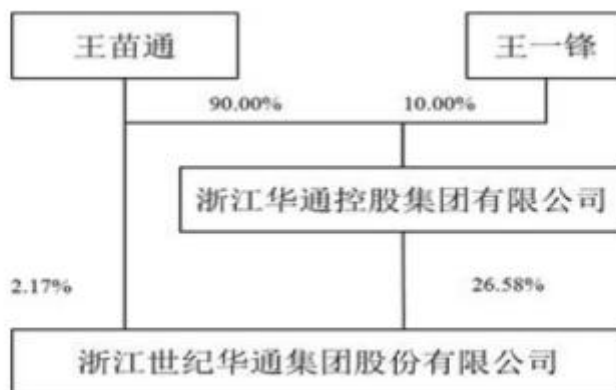 王苗通
王一锋
90.00%
10.00%
浙江华通控股集团有限公司
2.17%
26.58%
浙江世纪华通集团股份有限公司